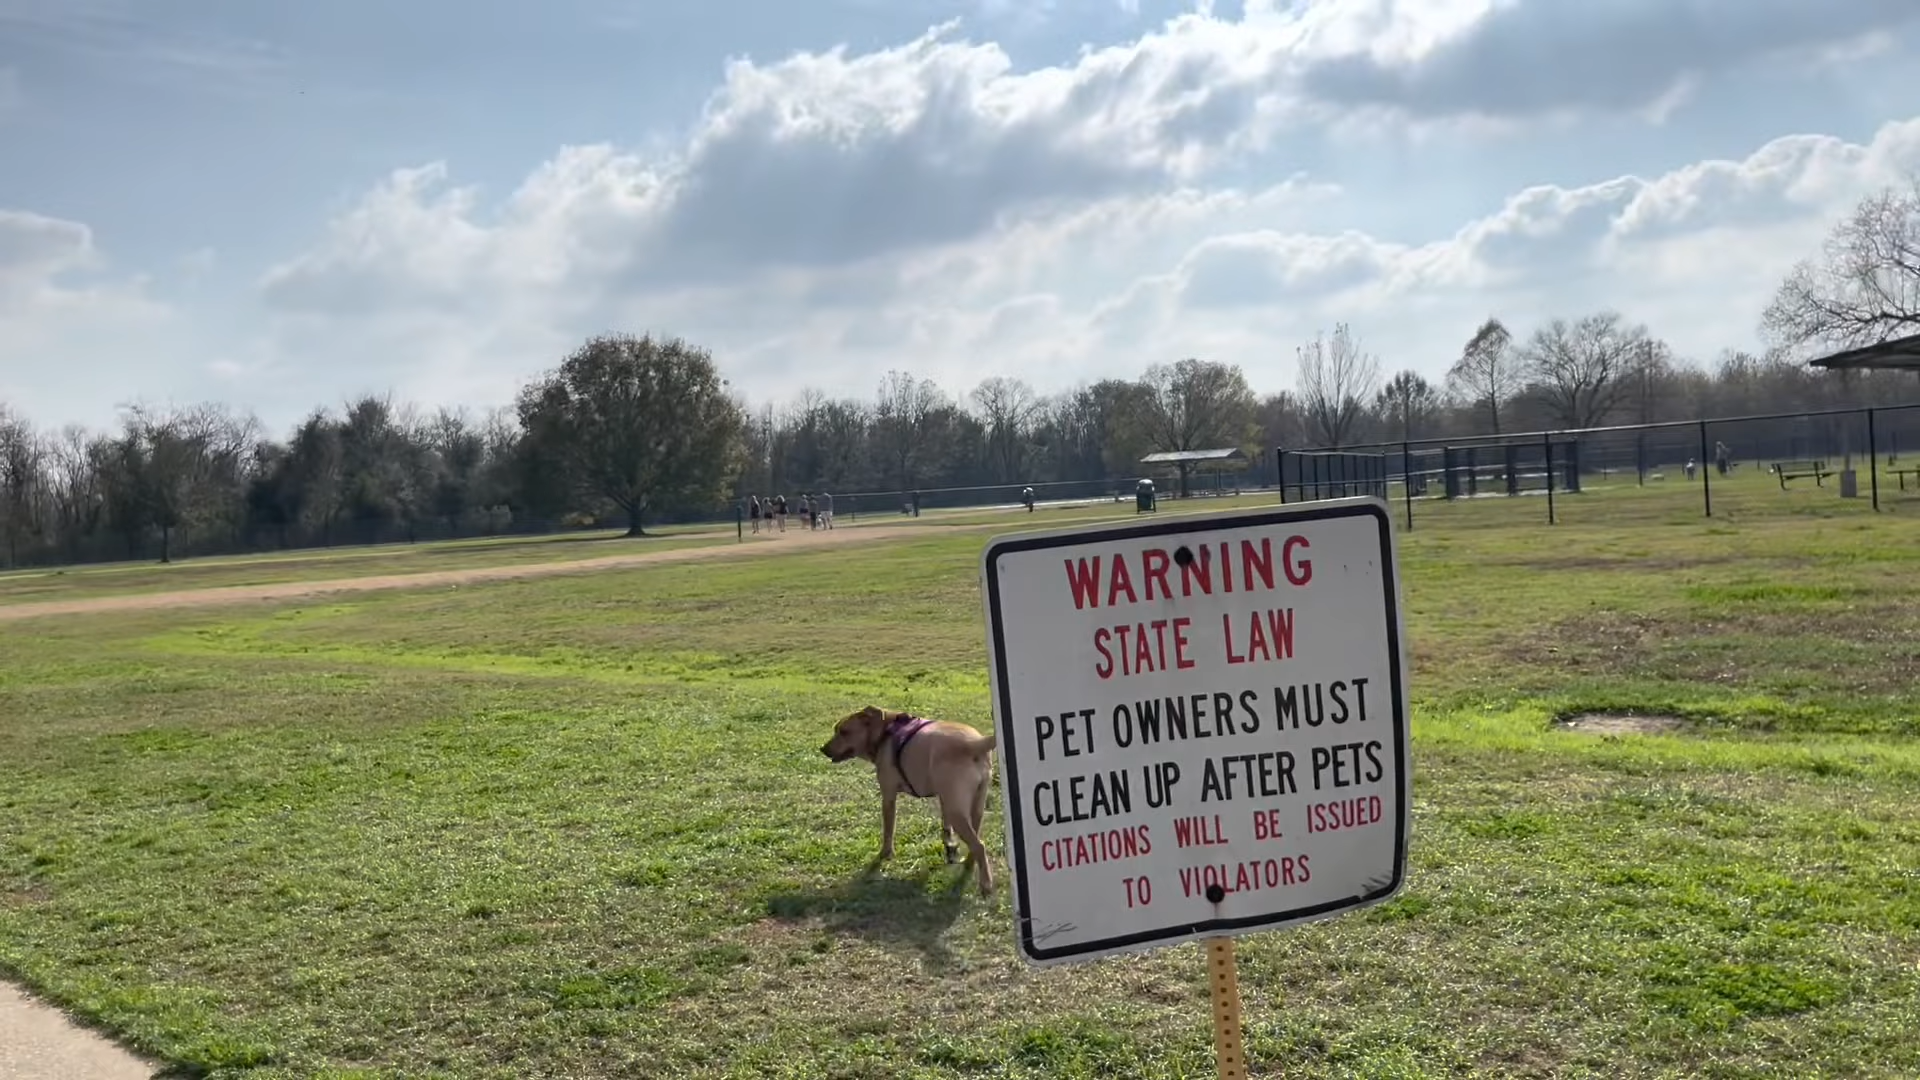 WARNING
STATE LAW
PET OWNERS MUST
CLEAN UP AFTER PETS
CITATIONS WILL BE ISSUED
TO VIOLATORS